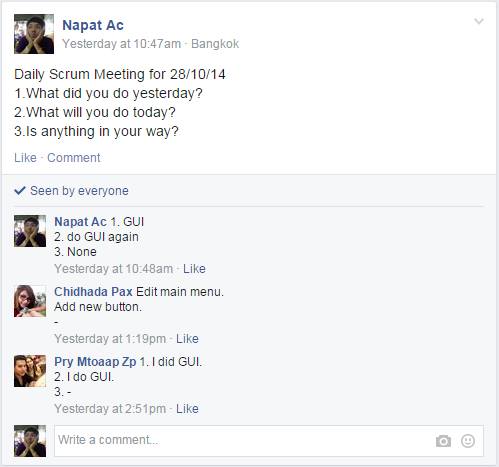 Napat Ac
Yesterday at 10:47am · Bangkok
Daily Scrum Meeting for 28/10/14
1.What did you do yesterday?
2.What will you do today?
3.Is anything in your way?
Like · Comment
Seen by everyone
Napat Ac 1. GUI
2. do GUI again
3. None
Yesterday at 10:48am · Like
Chidhada Pax Edit main menu.
Add new button.
-
Yesterday at 1:19pm · Like
Pry Mtoaap Zp 1. I did GUI.
2. I do GUI.
3. -
Yesterday at 2:51pm · Like
Write a comment...